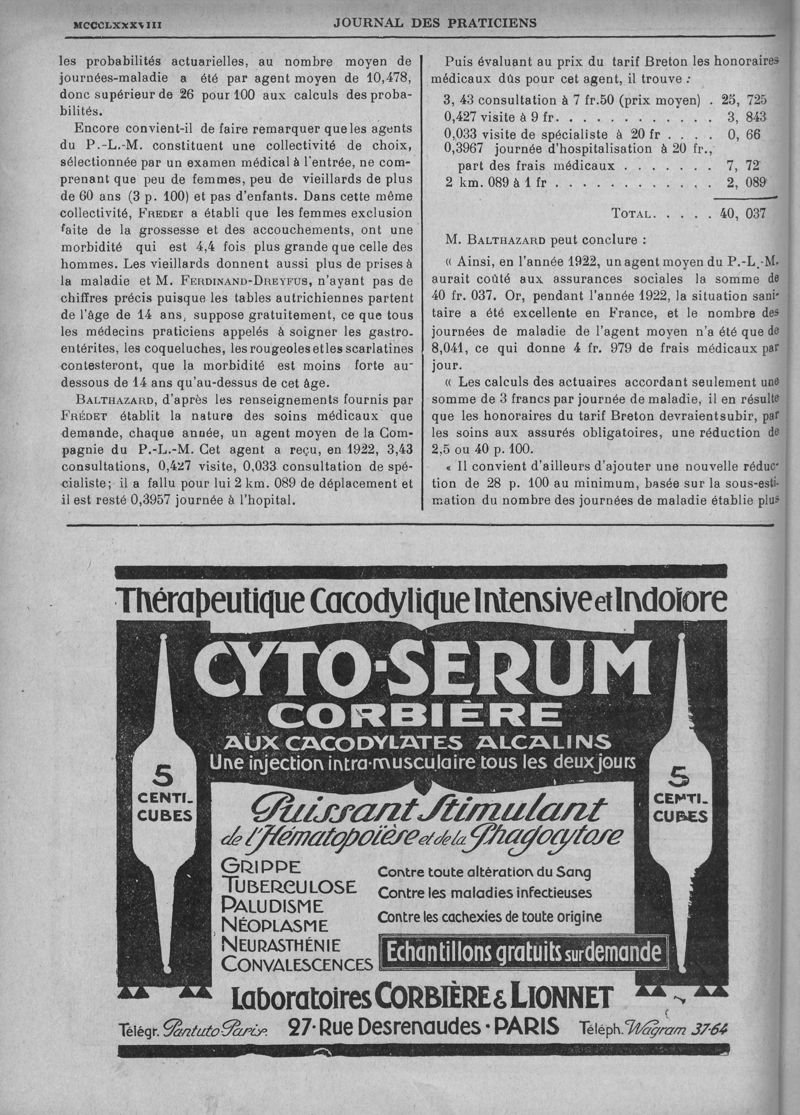 MCCCLXXXVIII
JOURNAL DES PRATICIENS
les probabilités actuarielles, au nombre moyen de
journées-maladie a été par agent moyen de 10,478,
donc supérieur de 26 pour 100 aux calculs des proba-
bilités.
Encore convient-il de faire remarquer que les agents
du P.-L.-M. constituent une collectivité de choix,
sélectionnée par un examen médical à l'entrée, ne com-
prenant que peu de femmes, peu de vieillards de plus
de 60 ans (3 p. 100) et pas d'enfants. Dans cette même
collectivité, FREDET a établi que les femmes exclusion
faite de la grossesse et des accouchements, ont une
morbidité qui est 4,4 fois plus grande que celle des
hommes. Les vieillards donnent aussi plus de prises à
la maladie et M. FERDINAND-DREYFUS, n'ayant pas de
chiffres précis puisque les tables autrichiennes partent
de l'âge de 14 ans, suppose gratuitement, ce que tous
les médecins praticiens appelés à soigner les gastro-
entérites, les coqueluches, les rougeoles et les scarlatines
contesteront, que la morbidité est moins forte au-
dessous de 14 ans qu'au-dessus de cet âge.
BALTHAZARD, d'après les renseignements fournis par
FRÉDET établit la nature des soins médicaux que
demande, chaque année, un agent moyen de la Com-
pagnie du P.-L.-M. Cet agent a reçu, en 1922, 3,43
consultations, 0,427 visite, 0,033 consultation de spé-
cialiste; il a fallu pour lui 2 km. 089 de déplacement et
il est resté 0,3957 journée à l'hopital.
Puis évaluant au prix du tarif Breton les honoraires
médicaux dûs pour cet agent, il trouve :
3, 43 consultation à 7 fr.50 (prix moyen) . 25, 725
0,427 visite à 9 fr. . . . . . . . . . . . . 3, 843
0,033 visite de spécialiste à 20 fr . . . . 0, 66
0,3967 journée d'hospitalisation à 20 fr.,
part des frais médicaux . . . . . . . 7, 72
2 km. 089 à 1 fr . . . . . . . . . . . . 2, 089
TOTAL. . . . . 40, 037
M. BALTHAZARD peut conclure :
« Ainsi, en l'année 1922, un agent moyen du P.-L.-M.
aurait coûté aux assurances sociales la somme de
40 fr. 037. Or, pendant l'année 1922, la situation sani-
taire a été excellente en France, et le nombre des
journées de maladie de l'agent moyen n'a été que de
8,041, ce qui donne 4 fr. 979 de frais médicaux par
jour.
« Les calculs des actuaires accordant seulement une
somme de 3 francs par journée de maladie, il en résulte
que les honoraires du tarif Breton devraient subir, par
les soins aux assurés obligatoires, une réduction de
2,5 ou 40 p. 100.
« Il convient d'ailleurs d'ajouter une nouvelle réduc-
tion de 28 p. 100 au minimum, basée sur la sous-esti-
mation du nombre des journées de maladie établie plus
Thérapeutique Cacodylique Intensive et Indolore
CYTO-SERUM
CORBIÈRE
AUX CACODYLATES ALCALINS
Une injection intra-musculaire tous les deux jours
5
CENTI-
CUBES
5
CENTI-
CUBES
Puissant Stimulant
de l'Hématopoïèse et de la Phagocytose
GRIPPE
TUBERCULOSE
PALUDISME
NÉOPLASME
NEURASTHÉNIE
CONVALESCENCES
Contre toute altération du Sang
Contre les maladies infectieuses
Contre les cachexies de toute origine
Echantillons gratuits sur demande
Laboratoires CORBIÈRE & LIONNET
Télégr. Pantuto-Paris. 27·Rue Desrenaudes·PARIS Téléph. Wagram 37-64